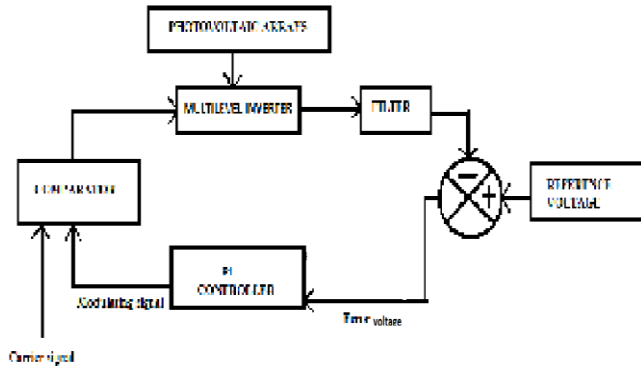 PHOTOVOLTAIC ARRAYS
MULTILEVEL INVERTER
FILTER
COMPARATOR
REFERENCE
VOLTAGE
PI
CONTROLLER
Modulating signal
Error voltage
Carrier signal